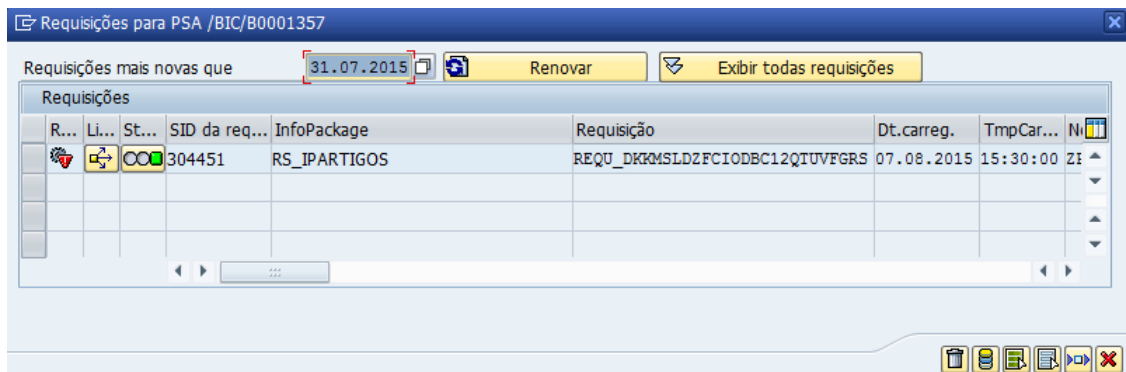 Requisições para PSA /BIC/B0001357
Requisições mais novas que 31.07.2015 Renovar Exibir todas requisições
Requisições
R... Li... St... SID da req... InfoPackage Requisição Dt.carreg. TmpCar...
304451 RS_IPARTIGOS REQU_DKKMSLDZFCIODBC12QTUVFGRS 07.08.2015 15:30:00